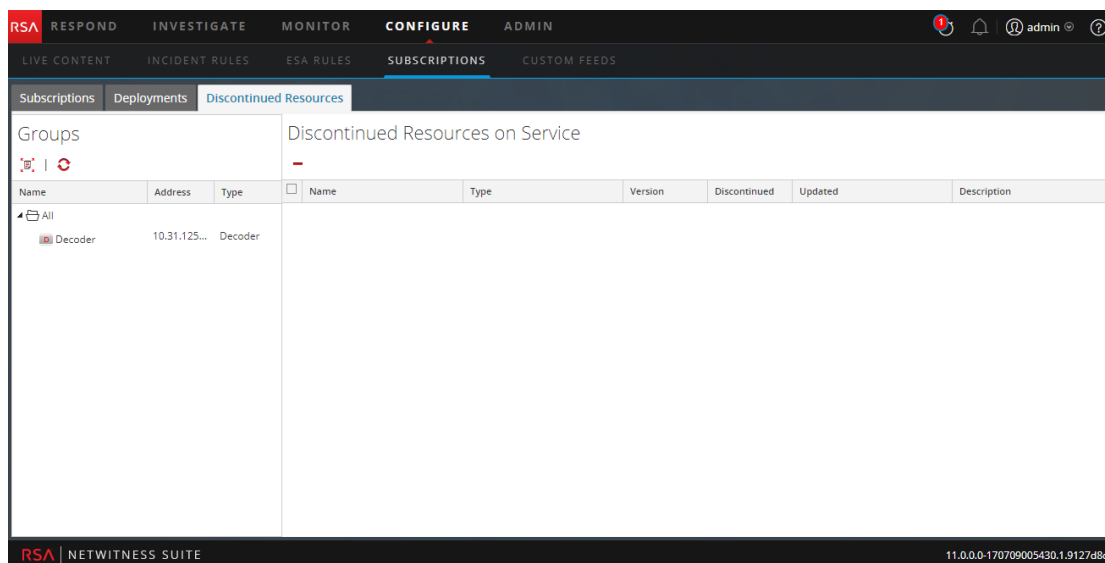 RSA RESPOND INVESTIGATE MONITOR CONFIGURE ADMIN 1 admin ?
LIVE CONTENT INCIDENT RULES ESA RULES SUBSCRIPTIONS CUSTOM FEEDS
Subscriptions Deployments Discontinued Resources
Groups
Discontinued Resources on Service
Name Address Type Name Type Version Discontinued Updated Description
All
Decoder 10.31.125... Decoder
RSA NETWITNESS SUITE 11.0.0.0-170709005430.1.9127d8